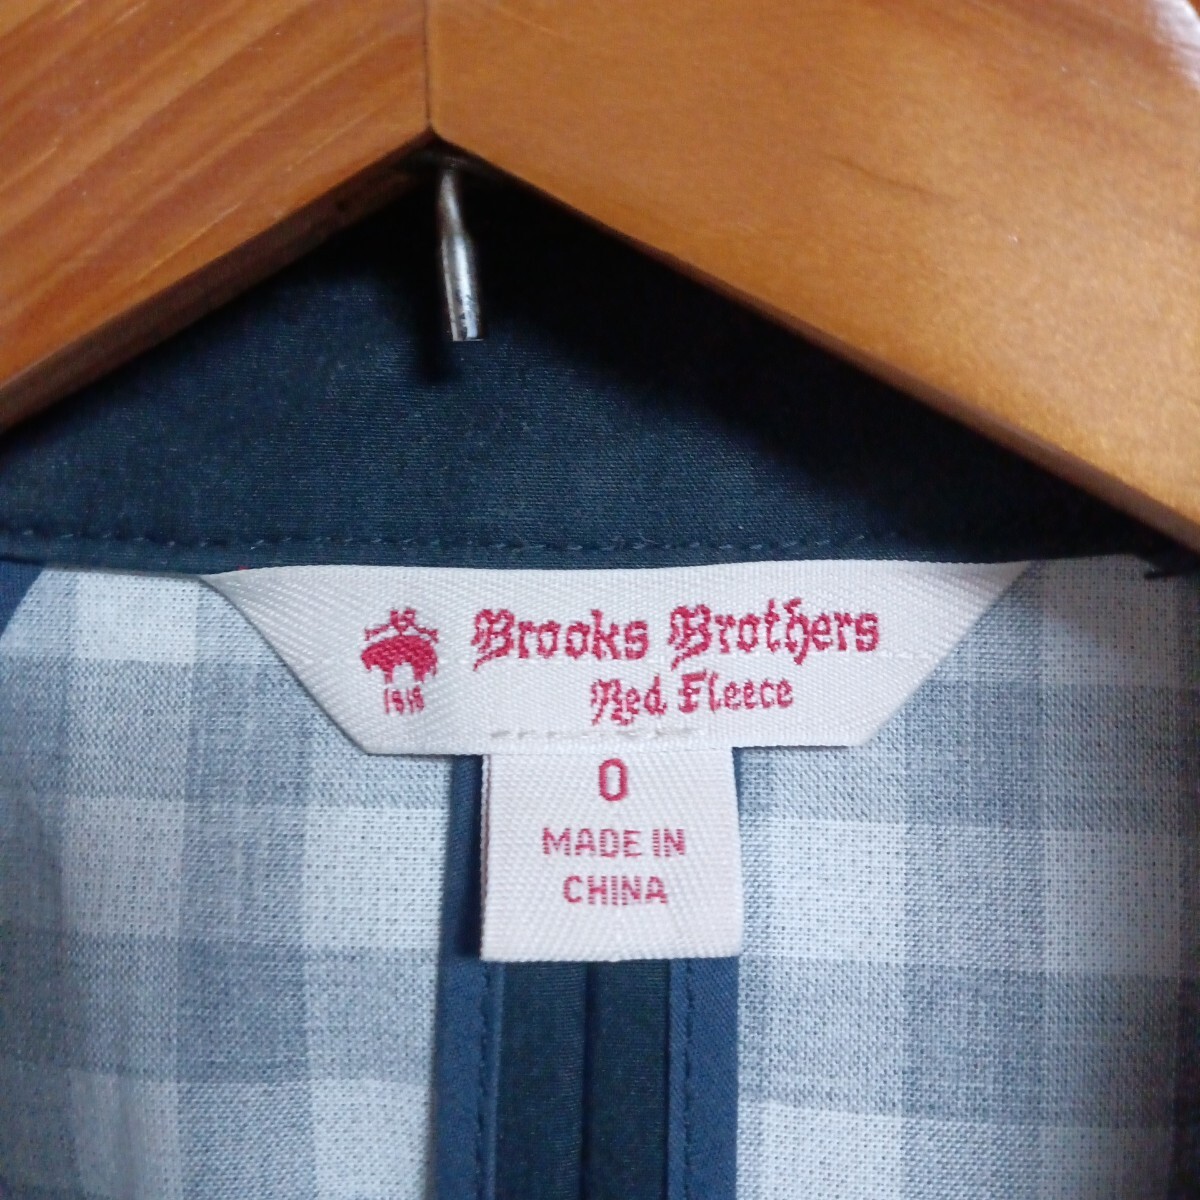 Brooks Brothers
1818
Red Fleece
0
MADE IN
CHINA